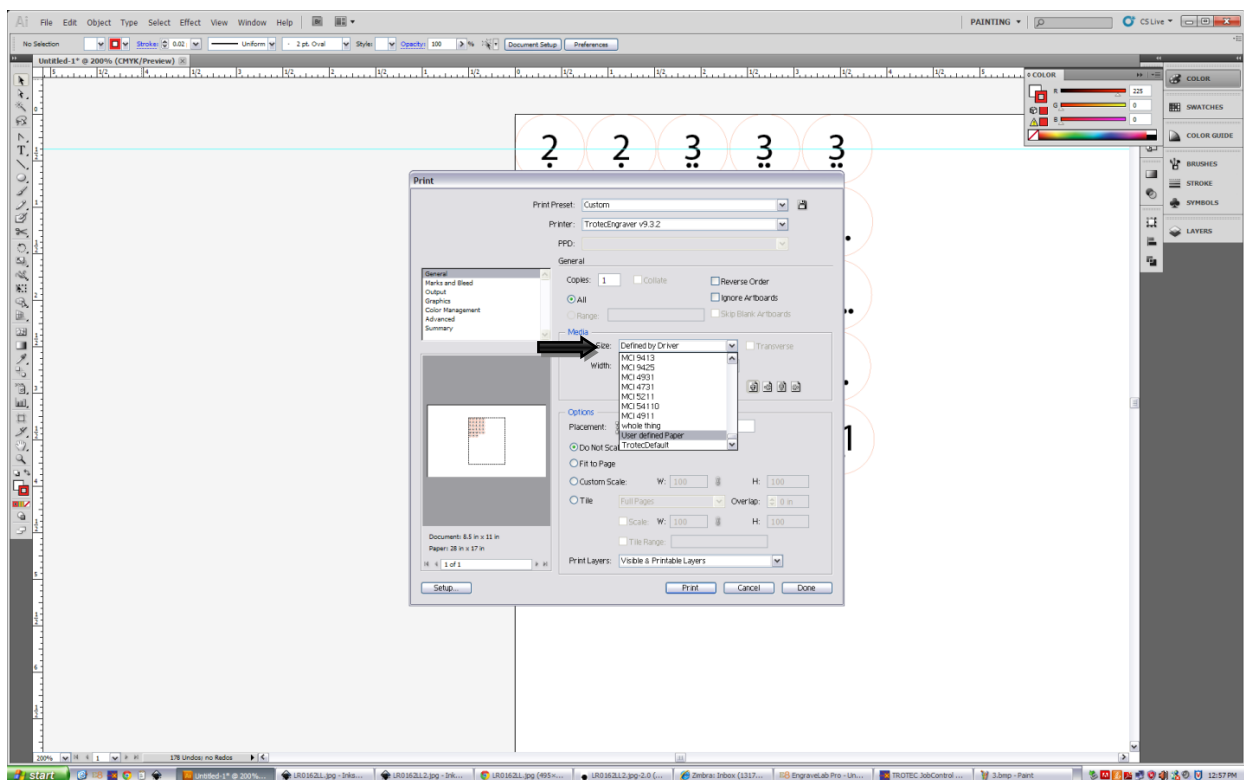 Ai File Edit Object Type Select Effect View Window Help Br PAINTING CS Live
No Selection Stroke: 0.02 Uniform 2 pt. Oval Style: Opacity: 100 % Document Setup Preferences
Untitled-1* @ 200% (CMYK/Preview)
COLOR
R 225
G 0
B 0
COLOR
SWATCHES
COLOR GUIDE
BRUSHES
STROKE
SYMBOLS
LAYERS
2 2 3 3 3
1
Print
Print Preset: Custom
Printer: TrotecEngraver v9.3.2
PPD:
General
General
Marks and Bleed
Output
Graphics
Color Management
Advanced
Summary
Copies: 1 Collate Reverse Order
All Ignore Artboards
Range: Skip Blank Artboards
Media
Size: Defined by Driver Transverse
Width:
MCI 9413
MCI 9425
MCI 4931
MCI 4731
MCI 5211
MCI 54110
MCI 4911
whole thing
User defined Paper
TrotecDefault
Options
Placement:
Do Not Scal
Fit to Page
Custom Scale: W: 100 H: 100
Tile Full Pages Overlap: 0 in
Scale: W: 100 H: 100
Tile Range:
Print Layers: Visible & Printable Layers
Document: 8.5 in x 11 in
Paper: 28 in x 17 in
1 of 1
Setup... Print Cancel Done
200% 1 178 Undos: no Redos
start Untitled-1* @ 200%... LR0162LL.jpg - Inks... LR0162LL2.jpg - Ink... LR0162LL.jpg (495×... LR0162LL2.jpg-2.0 (... Zimbra: Inbox (1317... EngraveLab Pro - Un... TROTEC JobControl ... 3.bmp - Paint 12:57 PM